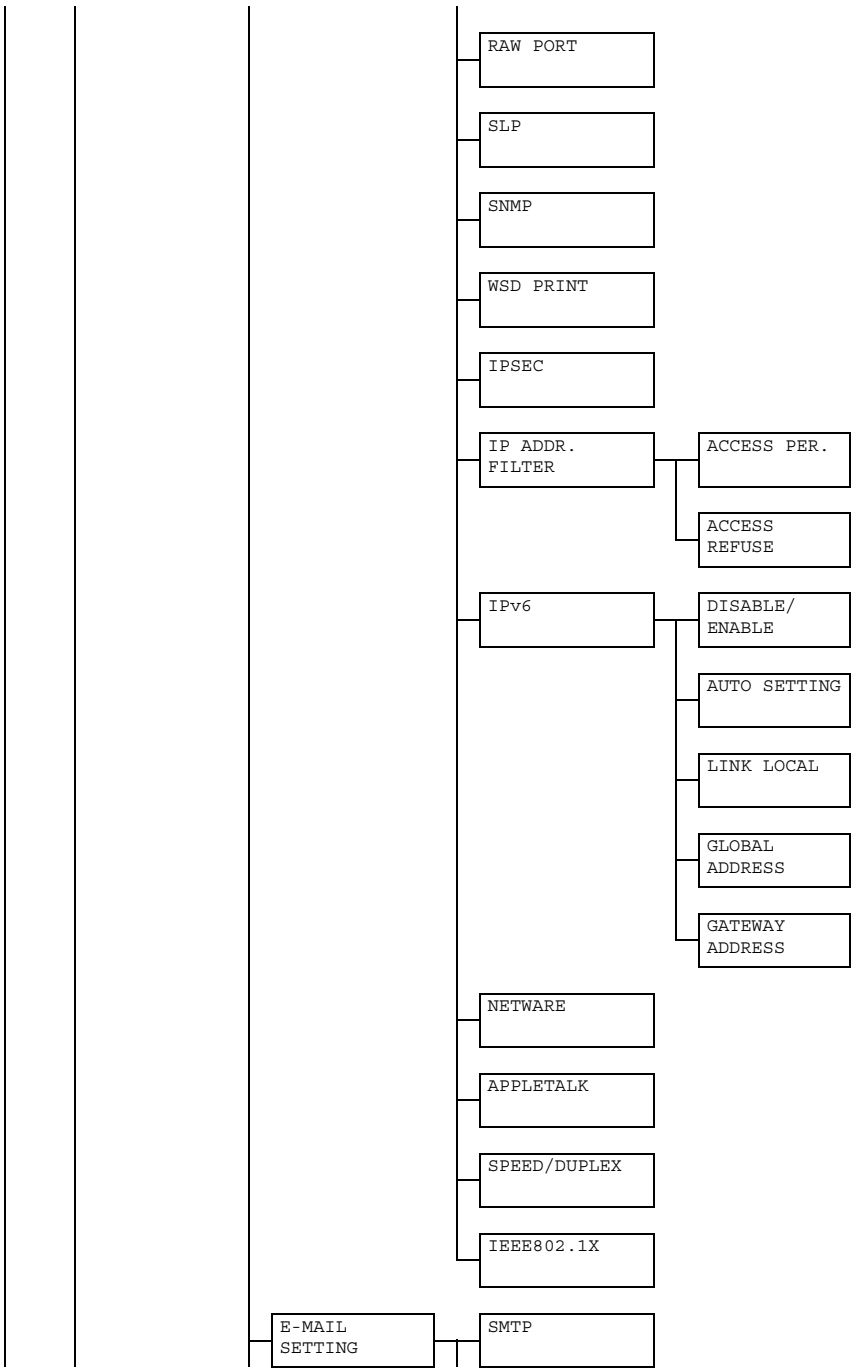 RAW PORT
SLP
SNMP
WSD PRINT
IPSEC
IP ADDR.
FILTER
ACCESS PER.
ACCESS
REFUSE
IPv6
DISABLE/
ENABLE
AUTO SETTING
LINK LOCAL
GLOBAL
ADDRESS
GATEWAY
ADDRESS
NETWARE
APPLETALK
SPEED/DUPLEX
IEEE802.1X
E-MAIL
SETTING
SMTP